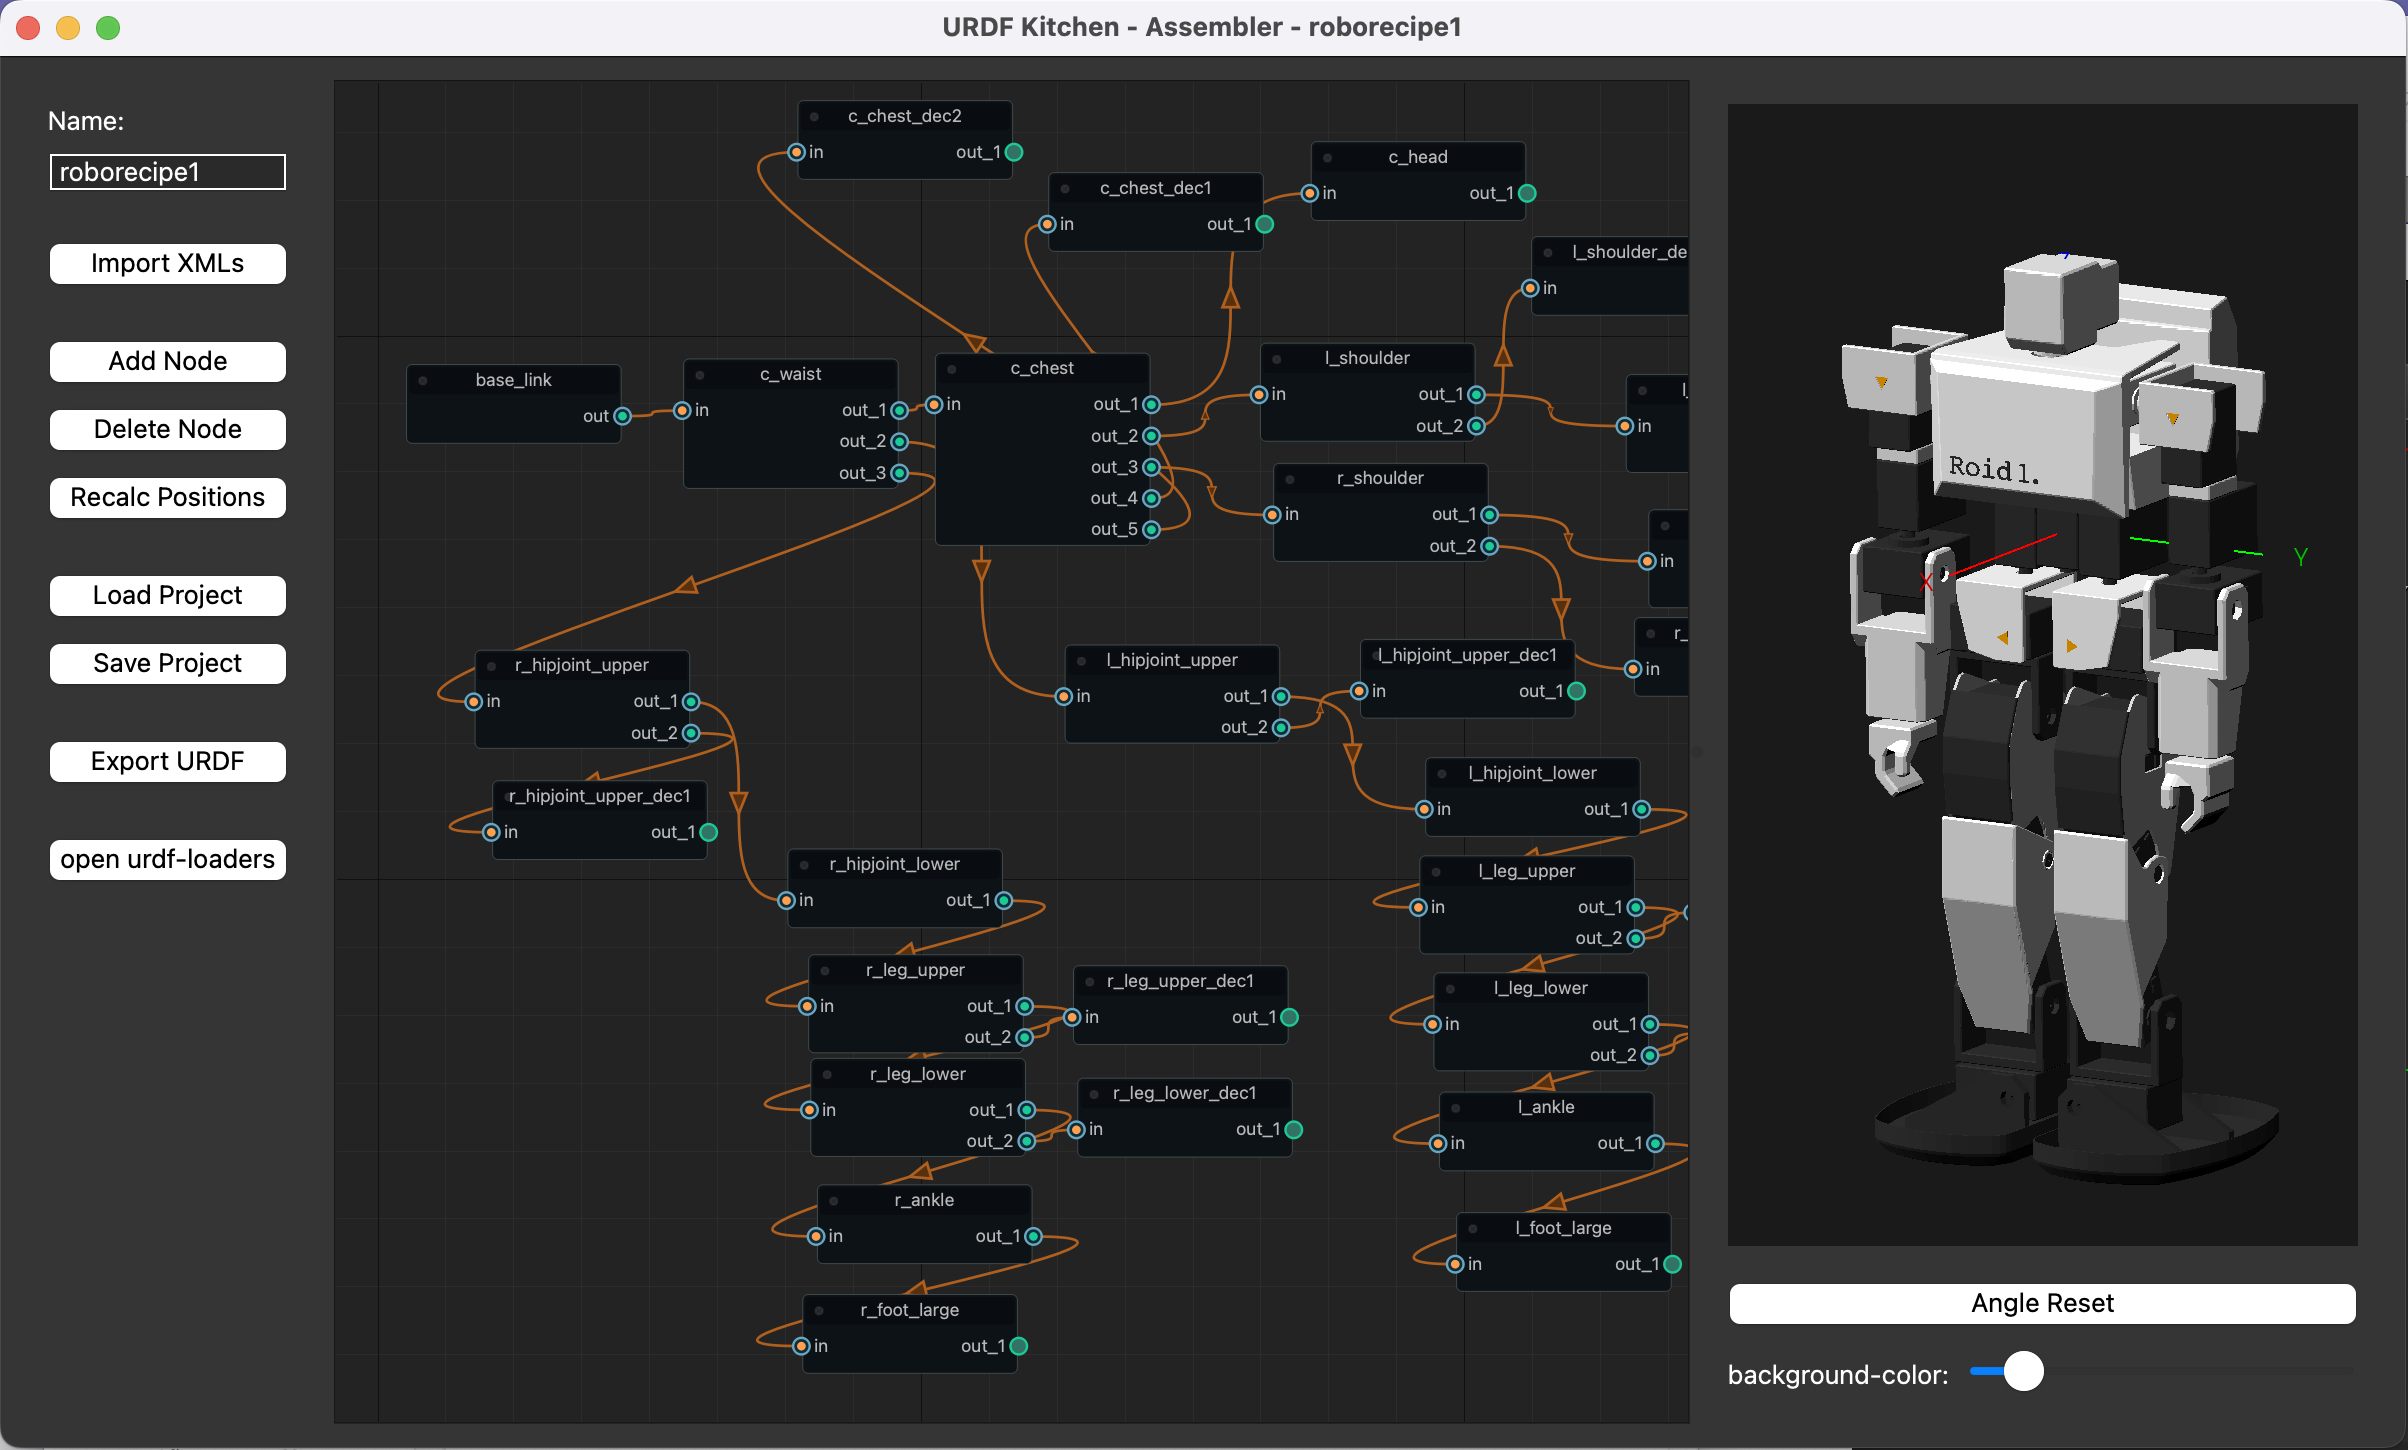 URDF Kitchen - Assembler - roborecipe1
Name:
roborecipe1
Import XMLs
Add Node
Delete Node
Recalc Positions
Load Project
Save Project
Export URDF
open urdf-loaders
c_chest_dec2
in out_1
c_chest_dec1
in out_1
c_head
in out_1
l_shoulder_de
in
base_link
out
c_waist
in out_1
out_2
out_3
c_chest
in out_1
out_2
out_3
out_4
out_5
l_shoulder
in out_1
out_2
in
r_shoulder
in out_1
out_2
in
r_
in
r_hipjoint_upper
in out_1
out_2
r_hipjoint_upper_dec1
in out_1
l_hipjoint_upper
in out_1
out_2
l_hipjoint_upper_dec1
in out_1
l_hipjoint_lower
in out_1
r_hipjoint_lower
in out_1
l_leg_upper
in out_1
out_2
r_leg_upper
in out_1
out_2
r_leg_upper_dec1
in out_1
l_leg_lower
in out_1
out_2
r_leg_lower
in out_1
out_2
r_leg_lower_dec1
in out_1
l_ankle
in out_1
r_ankle
in out_1
l_foot_large
in out_1
r_foot_large
in out_1
Roid1.
X
Y
Angle Reset
background-color: